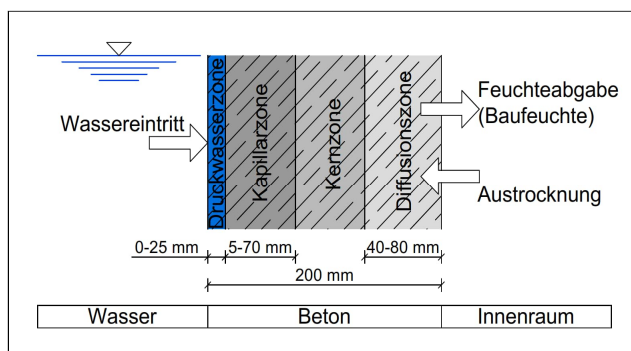 Wassereintritt
Druckwasserzone
Kapillarzone
Kernzone
Diffusionszone
Feuchteabgabe
(Baufeuchte)
Austrocknung
0-25 mm
5-70 mm
40-80 mm
200 mm
Wasser
Beton
Innenraum